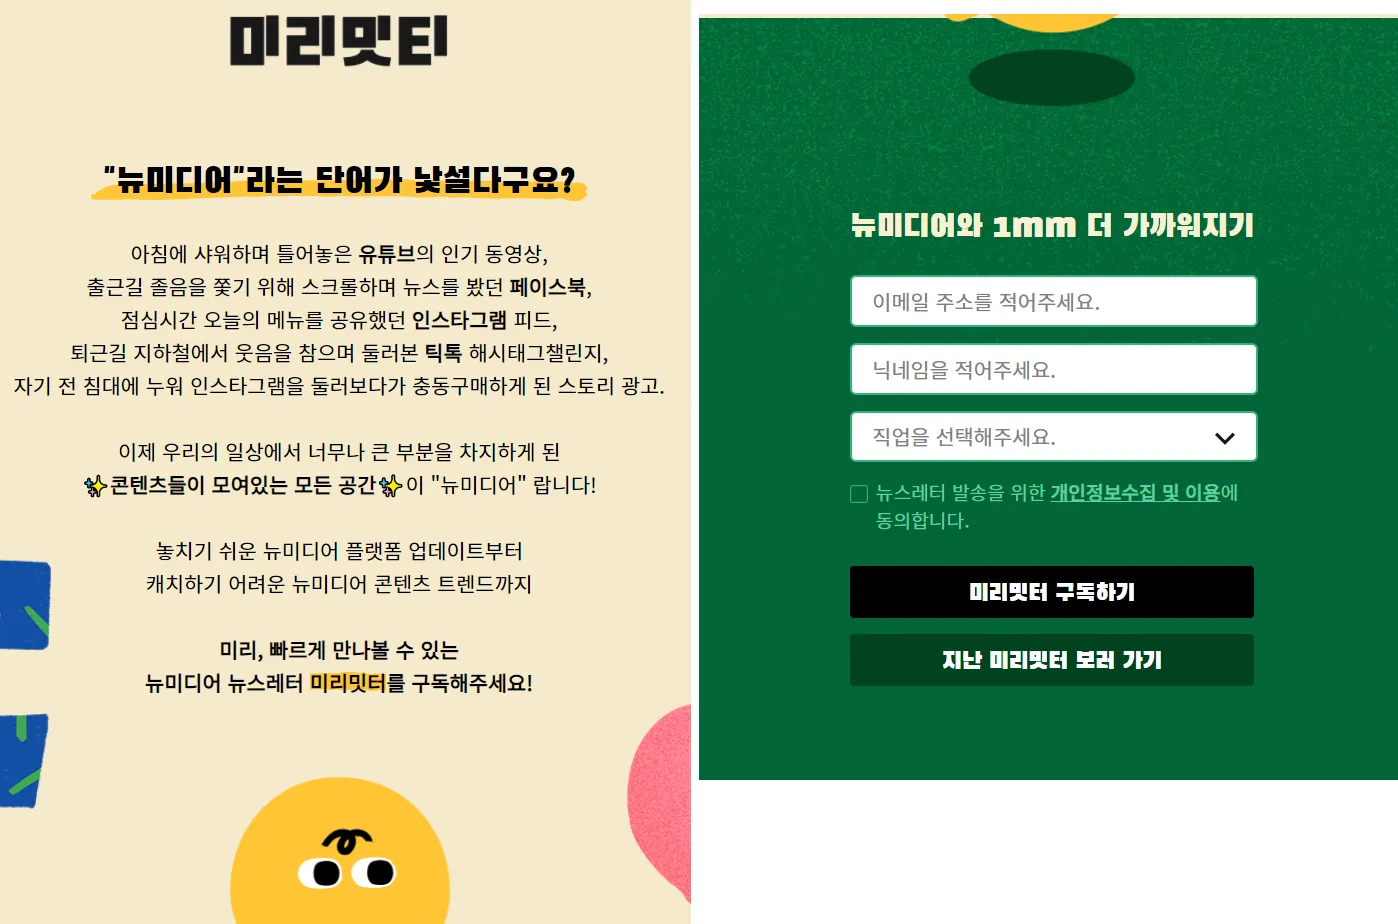 미리밋터
"뉴미디어"라는 단어가 낯설다구요?
아침에 샤워하며 틀어놓은 유튜브의 인기 동영상,
출근길 졸음을 쫓기 위해 스크롤하며 뉴스를 봤던 페이스북,
점심시간 오늘의 메뉴를 공유했던 인스타그램 피드,
퇴근길 지하철에서 웃음을 참으며 둘러본 틱톡 해시태그챌린지,
자기 전 침대에 누워 인스타그램을 둘러보다가 충동구매하게 된 스토리 광고.
이제 우리의 일상에서 너무나 큰 부분을 차지하게 된
✨콘텐츠들이 모여있는 모든 공간✨이 "뉴미디어" 랍니다!
놓치기 쉬운 뉴미디어 플랫폼 업데이트부터
캐치하기 어려운 뉴미디어 콘텐츠 트렌드까지
미리, 빠르게 만나볼 수 있는
뉴미디어 뉴스레터 미리밋터를 구독해주세요!
뉴미디어와 1mm 더 가까워지기
이메일 주소를 적어주세요.
닉네임을 적어주세요.
직업을 선택해주세요.
뉴스레터 발송을 위한 개인정보수집 및 이용에
동의합니다.
미리밋터 구독하기
지난 미리밋터 보러 가기